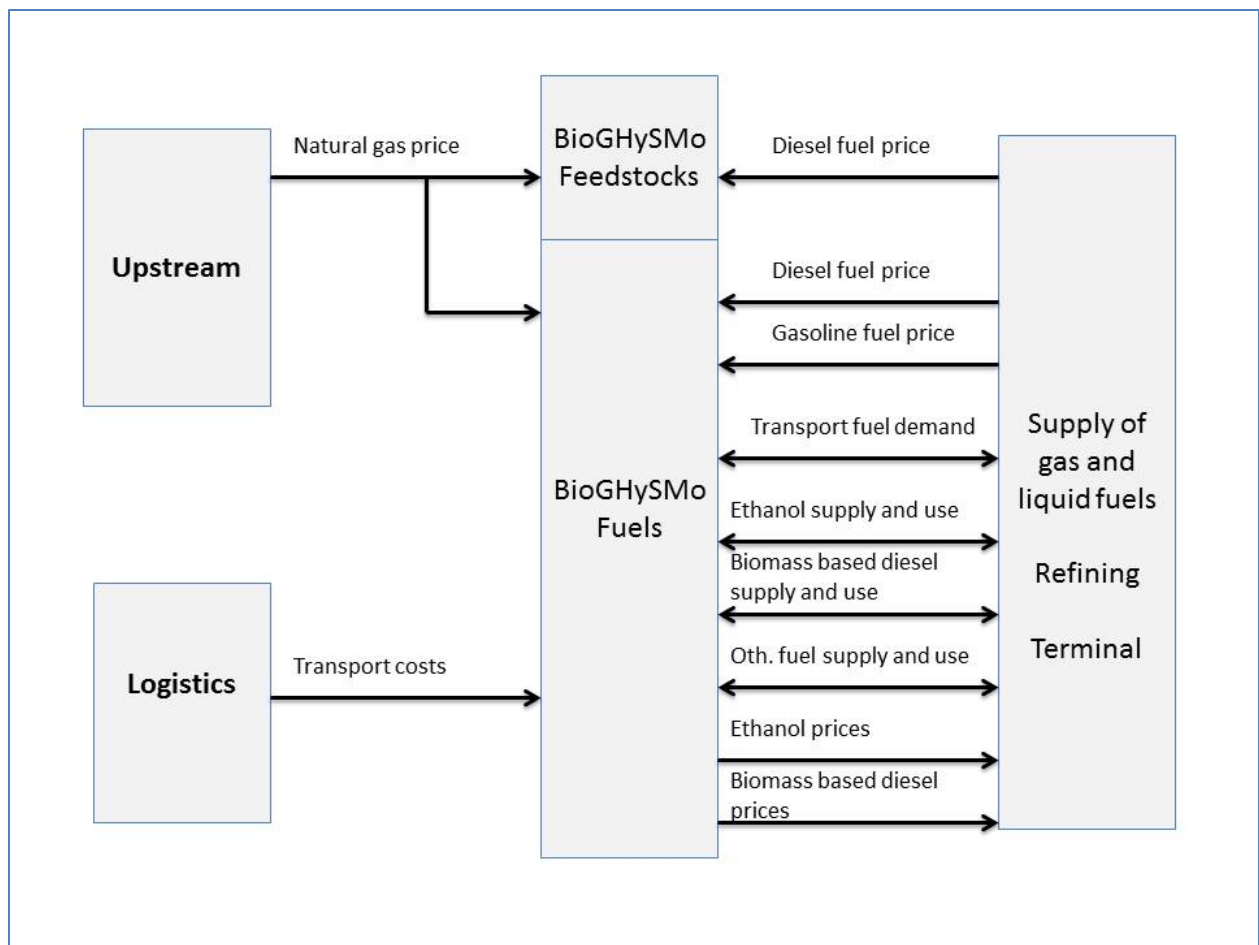 Upstream
Natural gas price
BioGHySMo
Feedstocks
Diesel fuel price
Diesel fuel price
Gasoline fuel price
Transport fuel demand
BioGHySMo
Fuels
Ethanol supply and use
Biomass based diesel
supply and use
Oth. fuel supply and use
Ethanol prices
Biomass based diesel
prices
Logistics
Transport costs
Supply of
gas and
liquid fuels
Refining
Terminal